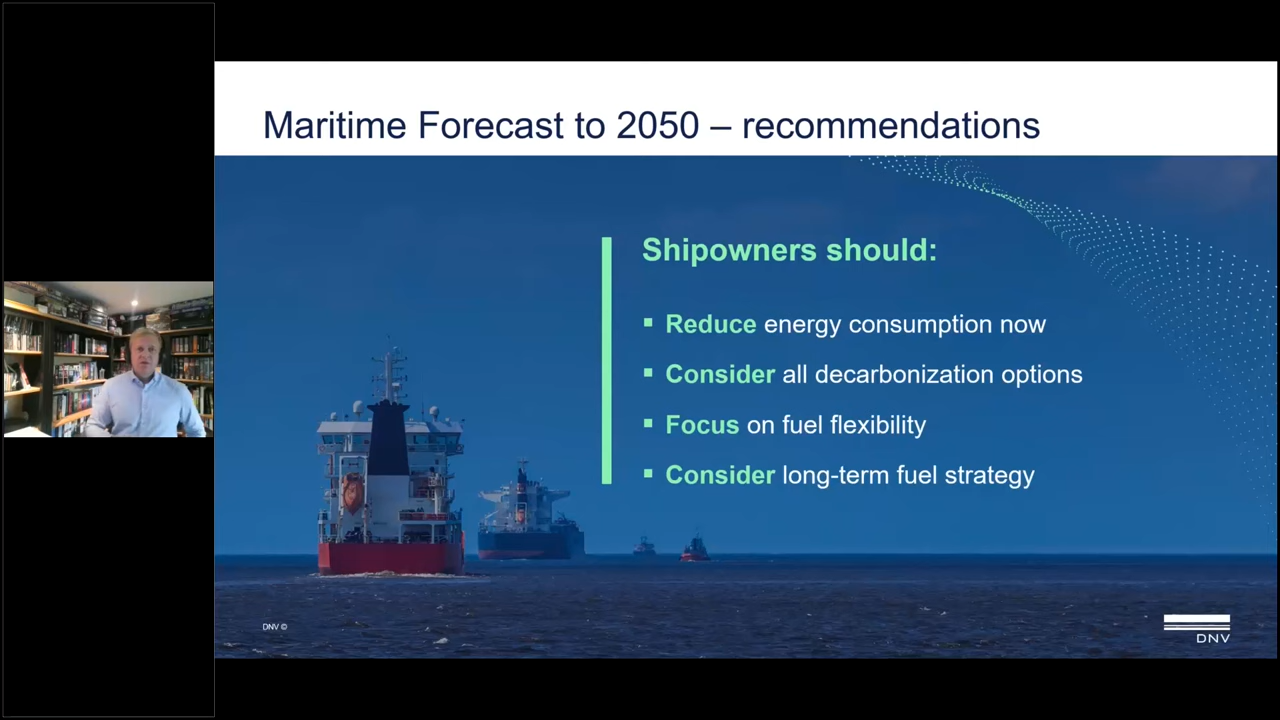 Maritime Forecast to 2050 – recommendations
Shipowners should:
▪ Reduce energy consumption now
▪ Consider all decarbonization options
▪ Focus on fuel flexibility
▪ Consider long-term fuel strategy
DNV ©
DNV